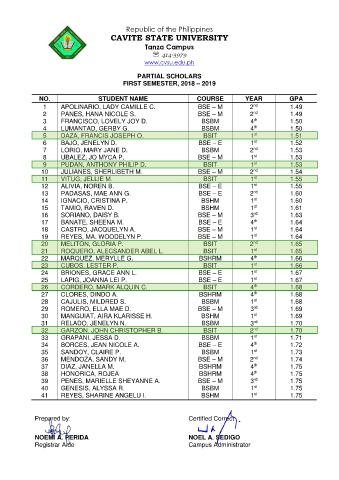 Republic of the Philippines
CAVITE STATE UNIVERSITY
Tanza Campus
☏ 414-3979
www.cvsu.edu.ph
PARTIAL SCHOLARS
FIRST SEMESTER, 2018 – 2019
NO. STUDENT NAME COURSE YEAR GPA
1 APOLINARIO, LADY CAMILLE C. BSE – M 2nd 1.49
2 PANES, HANA NICOLE S. BSE – M 2nd 1.49
3 FRANCISCO, LOVELY JOY D. BSBM 4th 1.50
4 LUMANTAD, GERBY G. BSBM 4th 1.50
5 DAZA, FRANCIS JOSEPH O. BSIT 1st 1.51
6 BAJO, JENELYN D. BSE – E 1st 1.52
7 LORIO, MARY JANE D. BSBM 2nd 1.53
8 UBALEZ, JO MYCA P. BSE – M 1st 1.53
9 PUDAN, ANTHONY PHILIP D. BSIT 1st 1.53
10 JULIANES, SHERLIBETH M. BSE – M 2nd 1.54
11 VITUG, JELLIE M. BSIT 1st 1.55
12 ALIVIA, NOREN B. BSE – E 1st 1.55
13 PADASAS, MAE ANN G. BSE – E 2nd 1.60
14 IGNACIO, CRISTINA P. BSHM 1st 1.60
15 TAMIO, RAVEN D. BSHM 1st 1.61
16 SORIANO, DAISY B. BSE – M 3rd 1.63
17 BANATE, SHEENA M. BSE – E 4th 1.64
18 CASTRO, JACQUELYN A. BSE – M 1st 1.64
19 REYES, MA. WOODELYN P. BSE – M 1st 1.64
20 MELITON, GLORIA P. BSIT 2nd 1.65
21 ROQUERO, ALECSANDER ABEL L. BSIT 1st 1.65
22 MARQUEZ, MERYLLE G. BSHRM 4th 1.66
23 CUBOS, LESTER P. BSIT 1st 1.66
24 BRIONES, GRACE ANN L. BSE – E 1st 1.67
25 LAPIG, JOANNA LEI P. BSE – E 1st 1.67
26 CORDERO, MARK ALQUIN C. BSIT 4th 1.68
27 CLORES, DINDO A. BSHRM 4th 1.68
28 CAJULIS, MILDRED S. BSBM 1st 1.68
29 ROMERO, ELLA MAE D. BSE – M 3rd 1.69
30 MANGUIAT, AIRA KLARISSE H. BSHM 1st 1.69
31 RELADO, JENELYN N. BSBM 3rd 1.70
32 GARZON, JOHN CHRISTOPHER B. BSIT 2nd 1.70
33 GRAPANI, JESSA D. BSBM 1st 1.71
34 BORGES, JEAN NICOLE A. BSE – E 4th 1.72
35 SANDOY, CLAIRE P. BSBM 1st 1.73
36 MENDOZA, SANDY M. BSE – M 2nd 1.74
37 DIAZ, JANELLA M. BSHRM 4th 1.75
38 HONORICA, ROJEA BSHRM 4th 1.75
39 PENES, MARIELLE SHEYANNE A. BSE – M 3rd 1.75
40 GENESIS, ALYSSA R. BSBM 1st 1.75
41 REYES, SHARINE ANGELU I. BSHM 1st 1.75
Prepared by: Certified Correct:
NOEMI A. PERIDA NOEL A. SEDIGO
Registrar Aide Campus Administrator